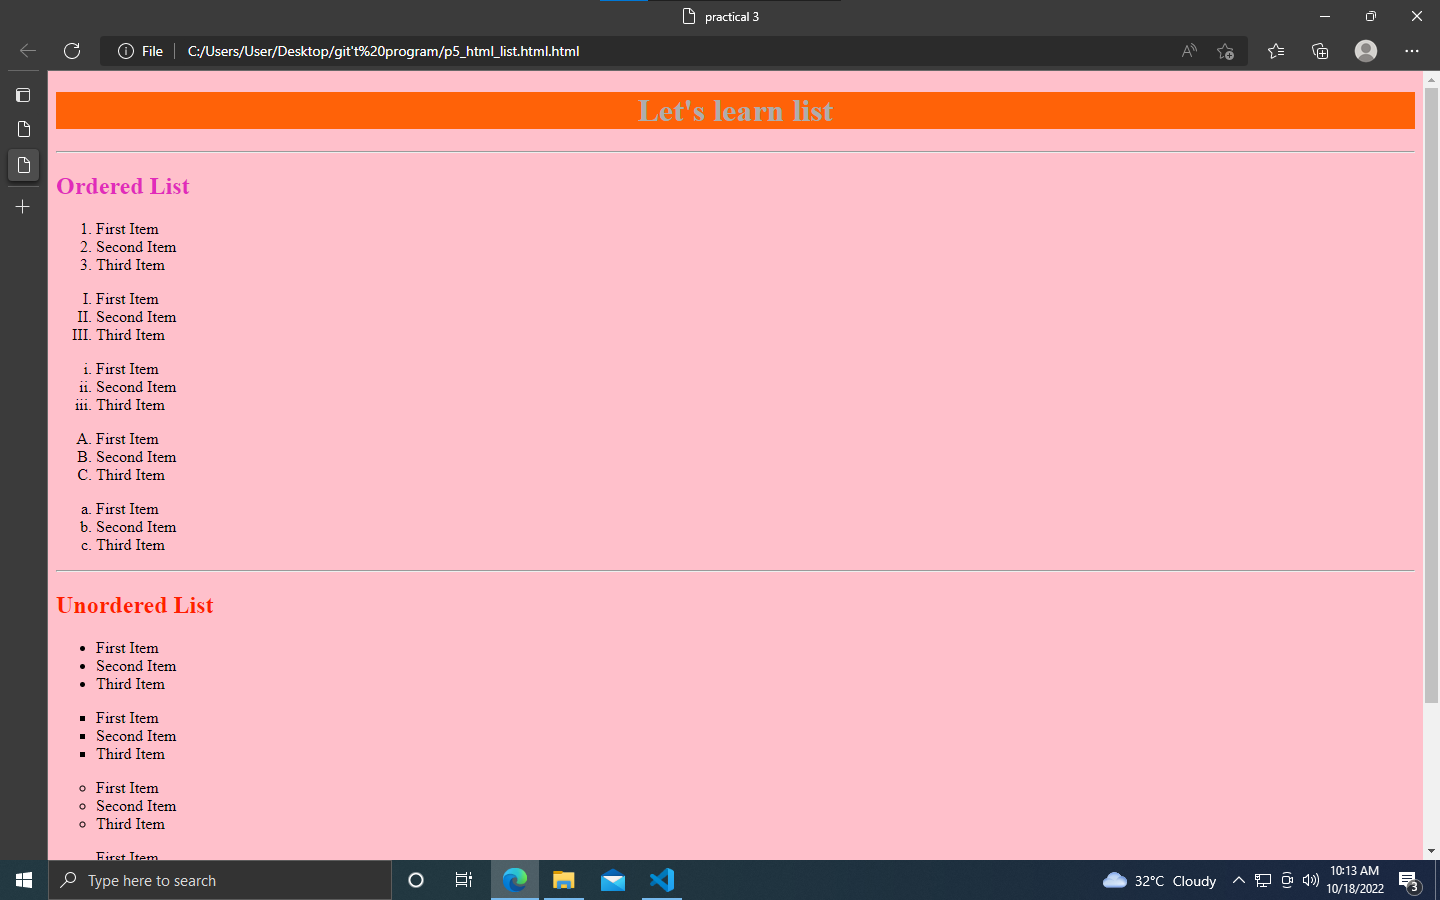 practical 3
File C:/Users/User/Desktop/git't%20program/p5_html_list.html.html
Let's learn list
Ordered List
1. First Item
2. Second Item
3. Third Item
I. First Item
II. Second Item
III. Third Item
i. First Item
ii. Second Item
iii. Third Item
A. First Item
B. Second Item
C. Third Item
a. First Item
b. Second Item
c. Third Item
Unordered List
• First Item
• Second Item
• Third Item
▪ First Item
▪ Second Item
▪ Third Item
◦ First Item
◦ Second Item
◦ Third Item
First Item
Type here to search
32°C Cloudy
10:13 AM
10/18/2022
3